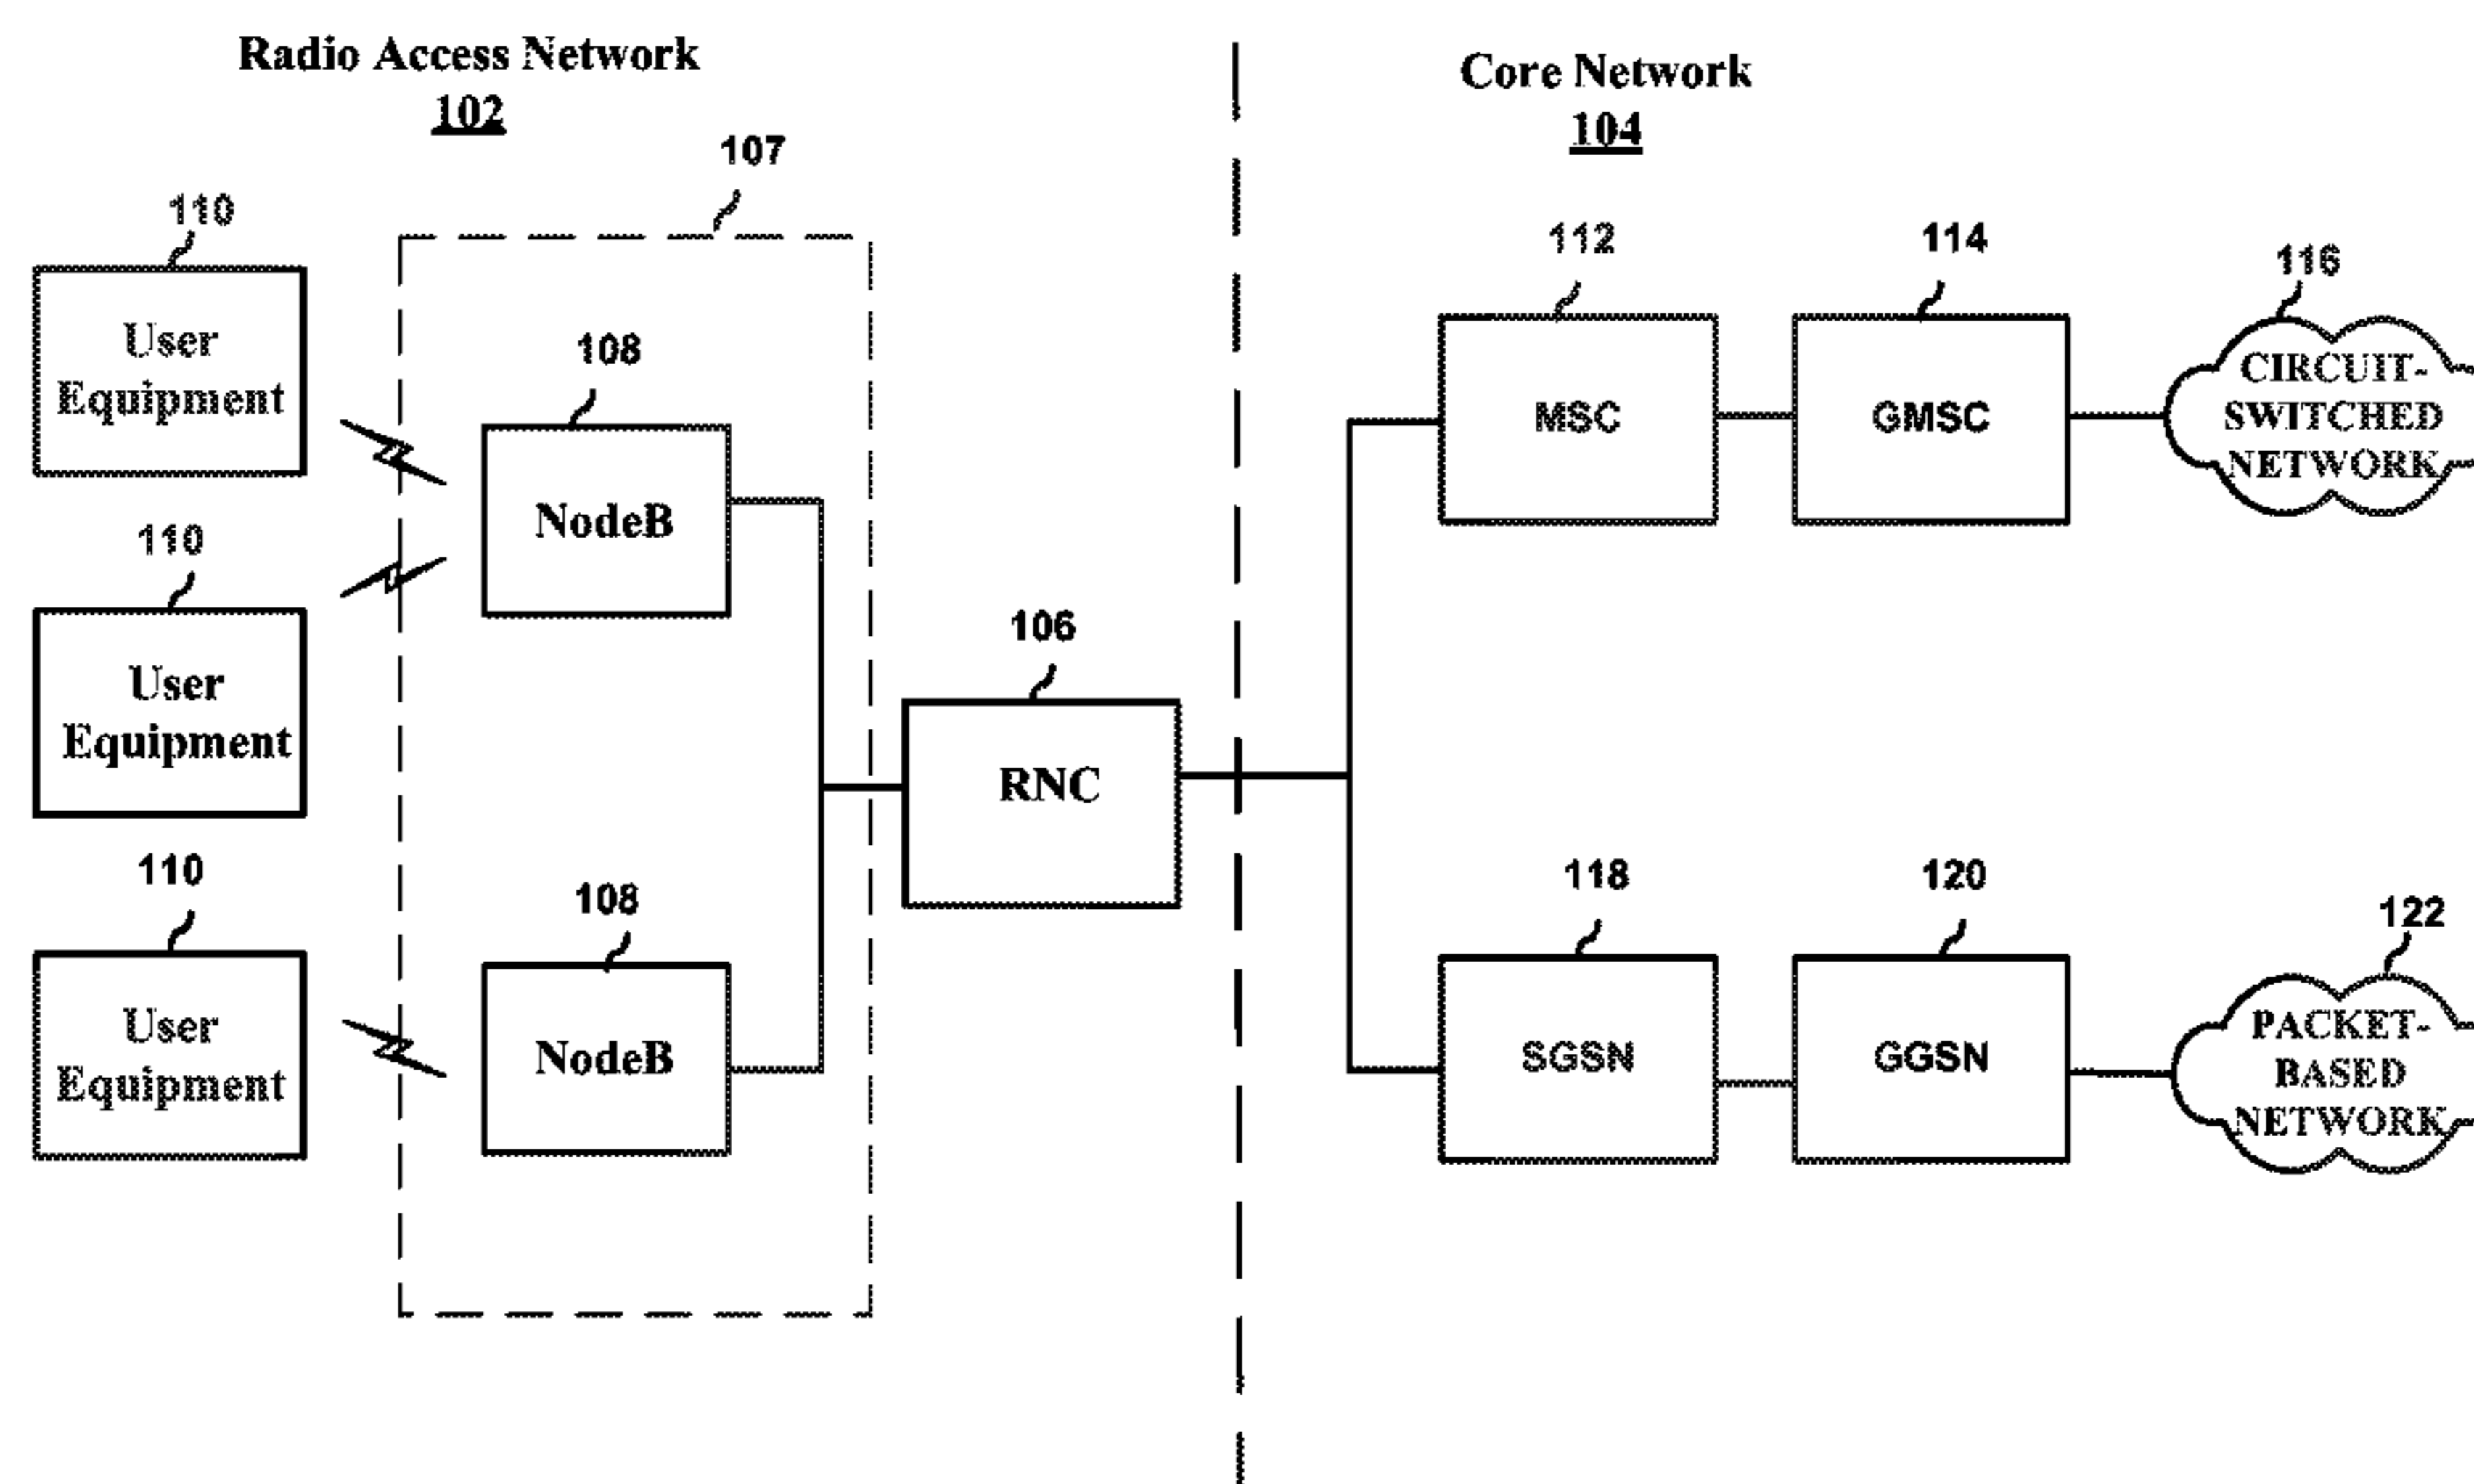 Radio Access Network
102
Core Network
104
107
110
User
Equipment
108
NodeB
110
User
Equipment
106
RNC
110
User
Equipment
108
NodeB
112
MSC
114
GMSC
116
CIRCUIT-
SWITCHED
NETWORK
118
SGSN
120
GGSN
122
PACKET-
BASED
NETWORK